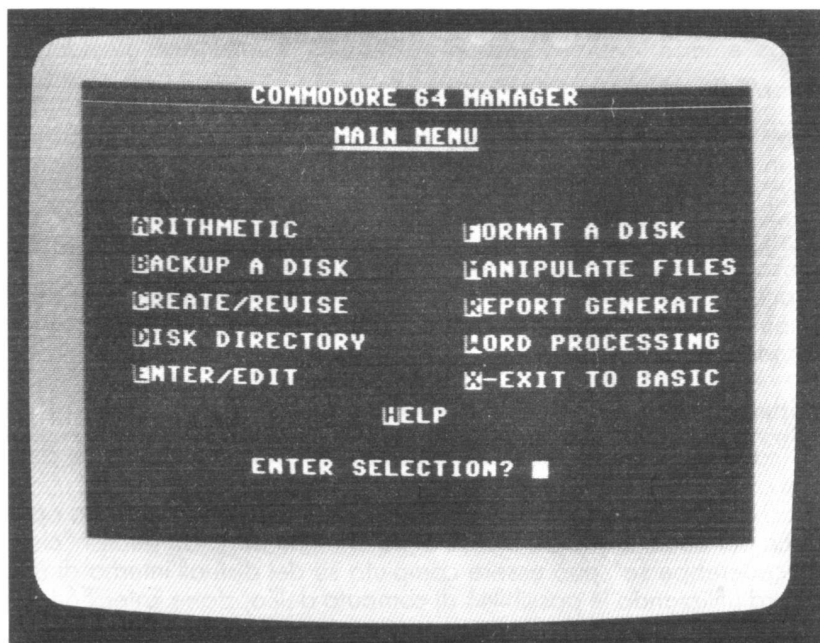 COMMODORE 64 MANAGER
MAIN MENU
ARITHMETIC
BACKUP A DISK
CREATE/REVISE
DISK DIRECTORY
ENTER/EDIT
FORMAT A DISK
MANIPULATE FILES
REPORT GENERATE
WORD PROCESSING
X-EXIT TO BASIC
HELP
ENTER SELECTION?